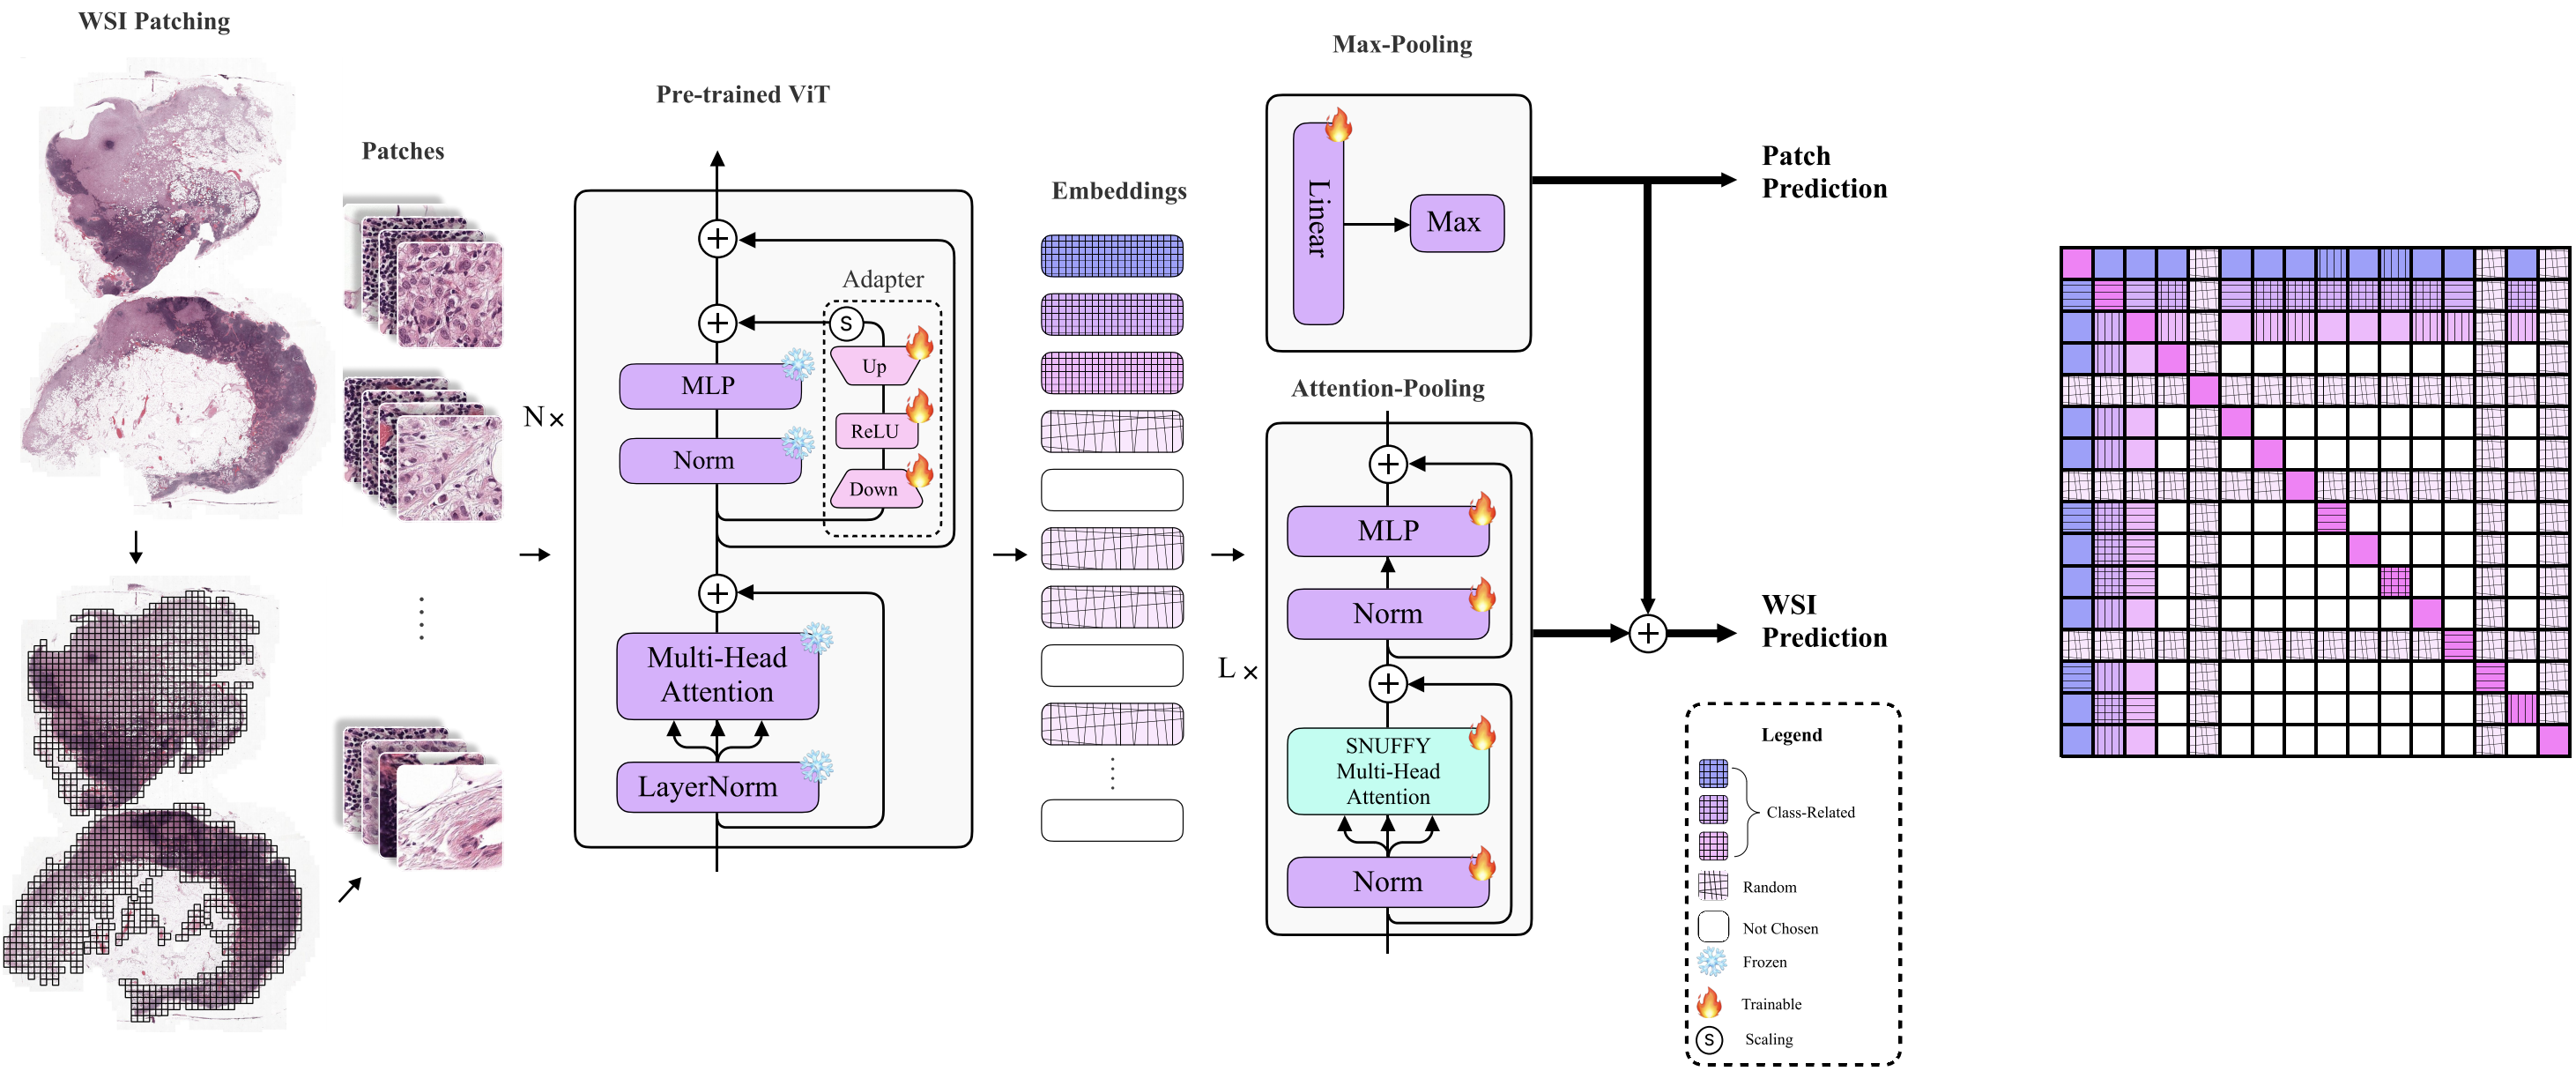 WSI Patching
Patches
Pre-trained ViT
N×
Adapter
S
Up
ReLU
Down
MLP
Norm
Multi-Head
Attention
LayerNorm
Embeddings
Max-Pooling
Linear
Max
Attention-Pooling
L×
MLP
Norm
SNUFFY
Multi-Head
Attention
Norm
Patch
Prediction
WSI
Prediction
Legend
Class-Related
Random
Not Chosen
Frozen
Trainable
S
Scaling